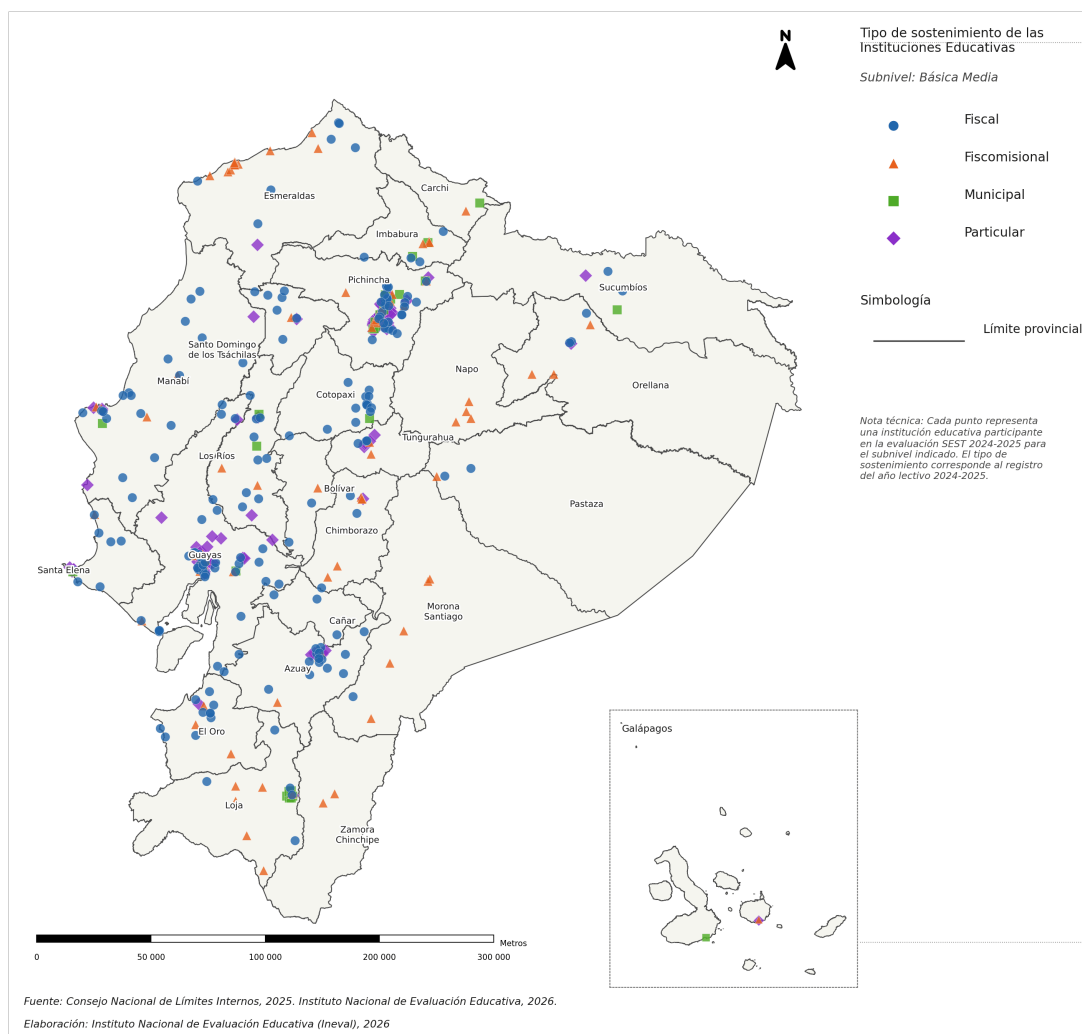 N
Tipo de sostenimiento de las
Instituciones Educativas
Subnivel: Básica Media
Fiscal
Fiscomisional
Municipal
Particular
Simbología
Límite provincial
Nota técnica: Cada punto representa
una institución educativa participante
en la evaluación SEST 2024-2025 para
el subnivel indicado. El tipo de
sostenimiento corresponde al registro
del año lectivo 2024-2025.
Esmeraldas
Carchi
Imbabura
Pichincha
Sucumbíos
Santo Domingo
de los Tsáchilas
Manabí
Napo
Orellana
Cotopaxi
Tungurahua
Los Ríos
Bolívar
Pastaza
Chimborazo
Guayas
Santa Elena
Morona
Santiago
Cañar
Azuay
El Oro
Galápagos
Loja
Zamora
Chinchipe
Metros
0
50 000
100 000
200 000
300 000
Fuente: Consejo Nacional de Límites Internos, 2025. Instituto Nacional de Evaluación Educativa, 2026.
Elaboración: Instituto Nacional de Evaluación Educativa (Ineval), 2026